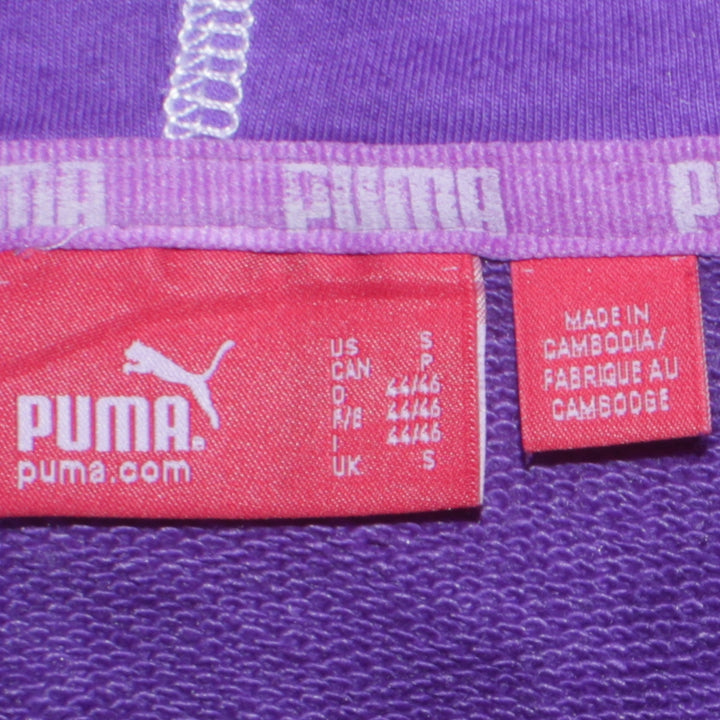 PUMA PUMA P
PUMA®
puma.com
US S
CAN P
D 44/46
F/E 44/46
I 44/46
UK S
MADE IN
CAMBODIA/
FABRIQUE AU
CAMBODGE